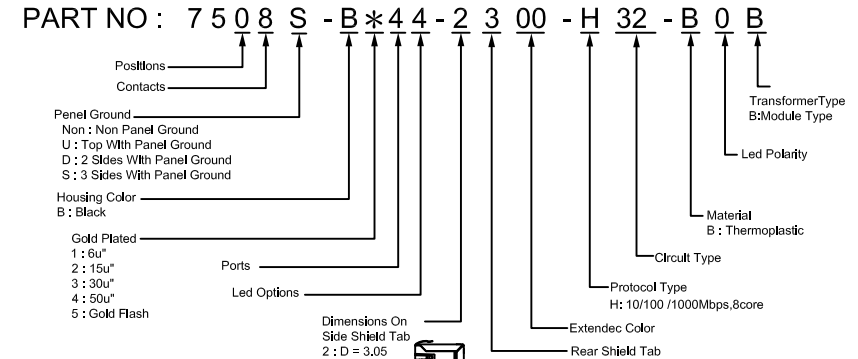 PART NO : 7508S-B*44-2300-H32-B0B
Positions
Contacts
Penel Ground
Non : Non Panel Ground
U : Top With Panel Ground
D : 2 Sides With Panel Ground
S : 3 Sides With Panel Ground
Housing Color
B : Black
Gold Plated
1 : 6u"
2 : 15u"
3 : 30u"
4 : 50u"
5 : Gold Flash
Ports
Led Options
Dimensions On
Side Shield Tab
2 : D = 3.05
TransformerType
B:Module Type
Led Polarity
Material
B : Thermoplastic
Circult Type
Protocol Type
H: 10/100 /1000Mbps,8core
Extendec Color
Rear Shield Tab